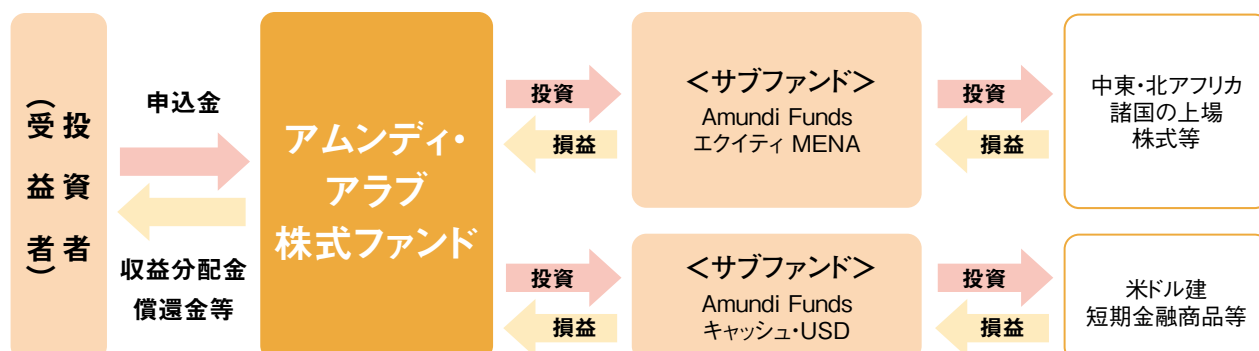 投資者
(受益者)
申込金
収益分配金
償還金等
アムンディ・
アラブ
株式ファンド
投資
損益
<サブファンド>
Amundi Funds
エクイティ MENA
投資
損益
中東・北アフリカ
諸国の上場
株式等
投資
損益
<サブファンド>
Amundi Funds
キャッシュ・USD
投資
損益
米ドル建
短期金融商品等